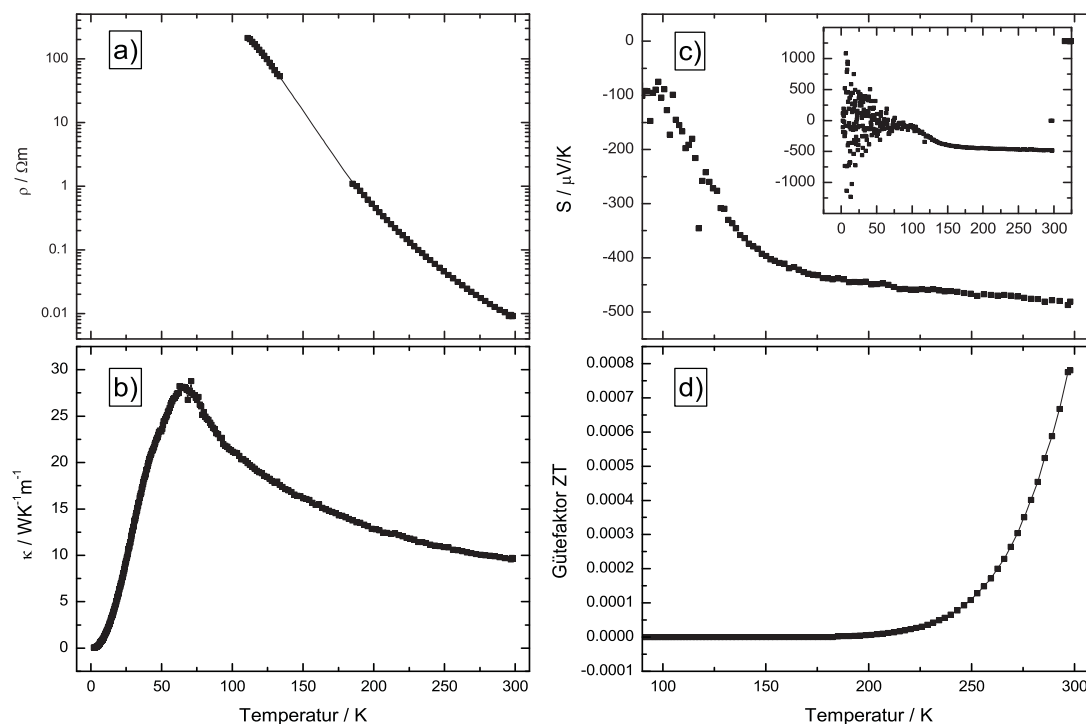 a)
100
10
1
0.1
0.01
ρ / Ωm
b)
30
25
20
15
10
5
0
κ / WK⁻¹m⁻¹
0 50 100 150 200 250 300
Temperatur / K
c)
0
-100
-200
-300
-400
-500
S / μV/K
1000
500
0
-500
-1000
0 50 100 150 200 250 300
d)
0.0008
0.0007
0.0006
0.0005
0.0004
0.0003
0.0002
0.0001
0.0000
-0.0001
Gütefaktor ZT
100 150 200 250 300
Temperatur / K